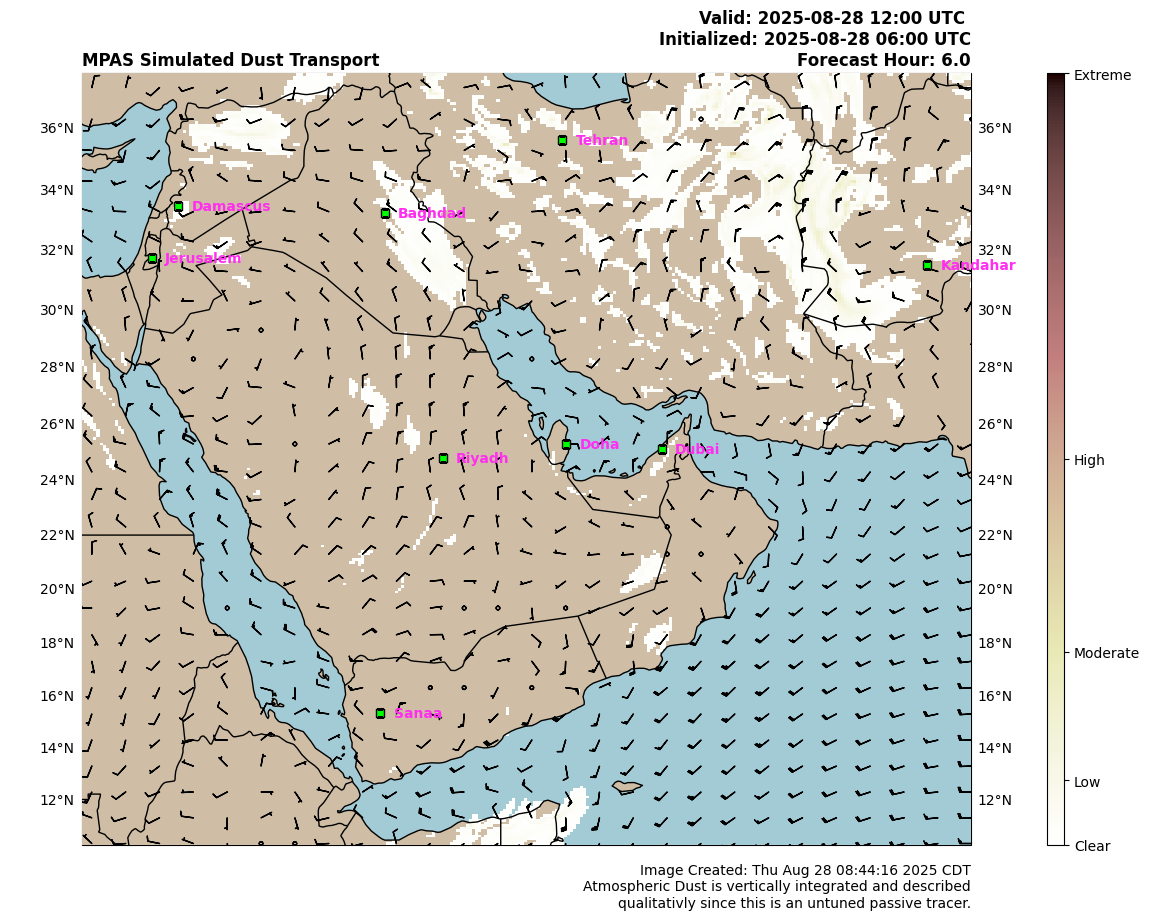 Valid: 2025-08-28 12:00 UTC
Initialized: 2025-08-28 06:00 UTC
MPAS Simulated Dust Transport Forecast Hour: 6.0
Extreme
36°N 36°N
Tehran
34°N 34°N
Damascus
Baghdad
32°N 32°N
Jerusalem
Kandahar
30°N 30°N
28°N 28°N
26°N 26°N
Doha
Dubai
Riyadh
High
24°N 24°N
22°N 22°N
20°N 20°N
18°N 18°N
Moderate
16°N 16°N
Sanaa
14°N 14°N
Low
12°N 12°N
Clear
Image Created: Thu Aug 28 08:44:16 2025 CDT
Atmospheric Dust is vertically integrated and described
qualitativly since this is an untuned passive tracer.